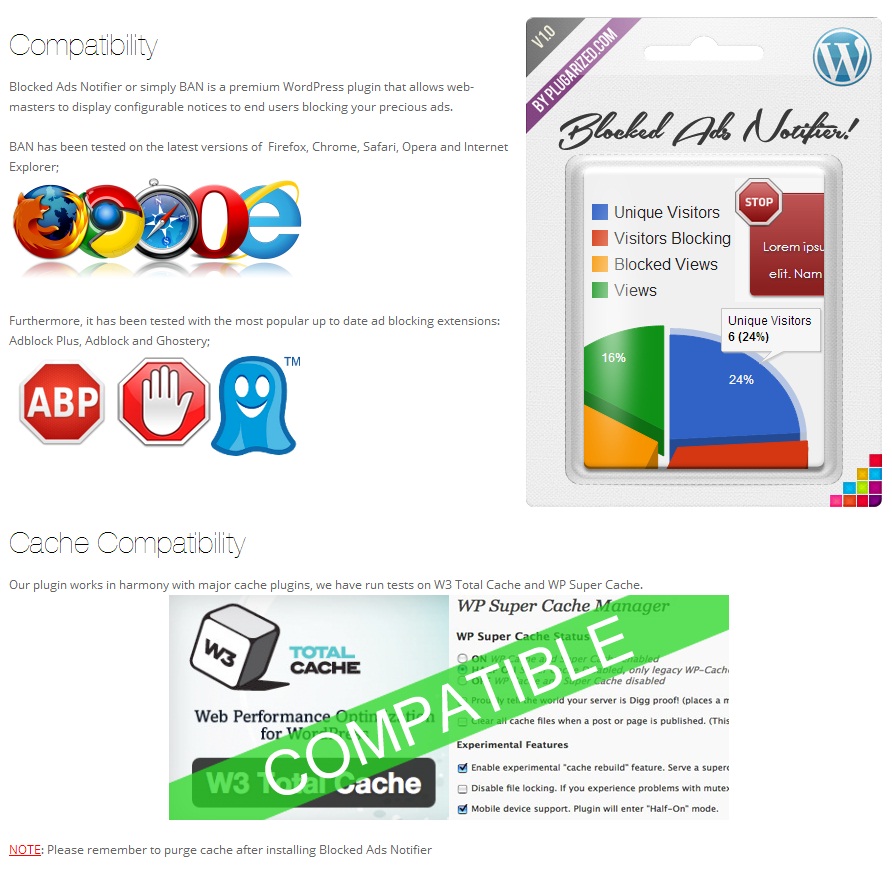 Compatibility
Blocked Ads Notifier or simply BAN is a premium WordPress plugin that allows web-
masters to display configurable notices to end users blocking your precious ads.
BAN has been tested on the latest versions of Firefox, Chrome, Safari, Opera and Internet
Explorer;
Furthermore, it has been tested with the most popular up to date ad blocking extensions:
Adblock Plus, Adblock and Ghostery;
ABP
TM
V1.0
BY PLUGARIZED.COM
W
Blocked Ads Notifier!
Unique Visitors
Visitors Blocking
Blocked Views
Views
STOP
Lorem ipsu
elit. Nam
Unique Visitors
6 (24%)
16%
24%
Cache Compatibility
Our plugin works in harmony with major cache plugins, we have run tests on W3 Total Cache and WP Super Cache.
W3
TOTAL
CACHE
Web Performance Optimization
for WordPress
W3 Total Cache
COMPATIBLE
WP Super Cache Manager
WP Super Cache Status
ON WP Cache and Super Cache enabled
Disabled, only legacy WP-Cache
OFF WP Cache and Super Cache disabled
Proudly tell the world your server is Digg proof! (places a m
Clear all cache files when a post or page is published. (This
Experimental Features
Enable experimental "cache rebuild" feature. Serve a superc
Disable file locking. If you experience problems with mutex
Mobile device support. Plugin will enter "Half-On" mode.
NOTE: Please remember to purge cache after installing Blocked Ads Notifier